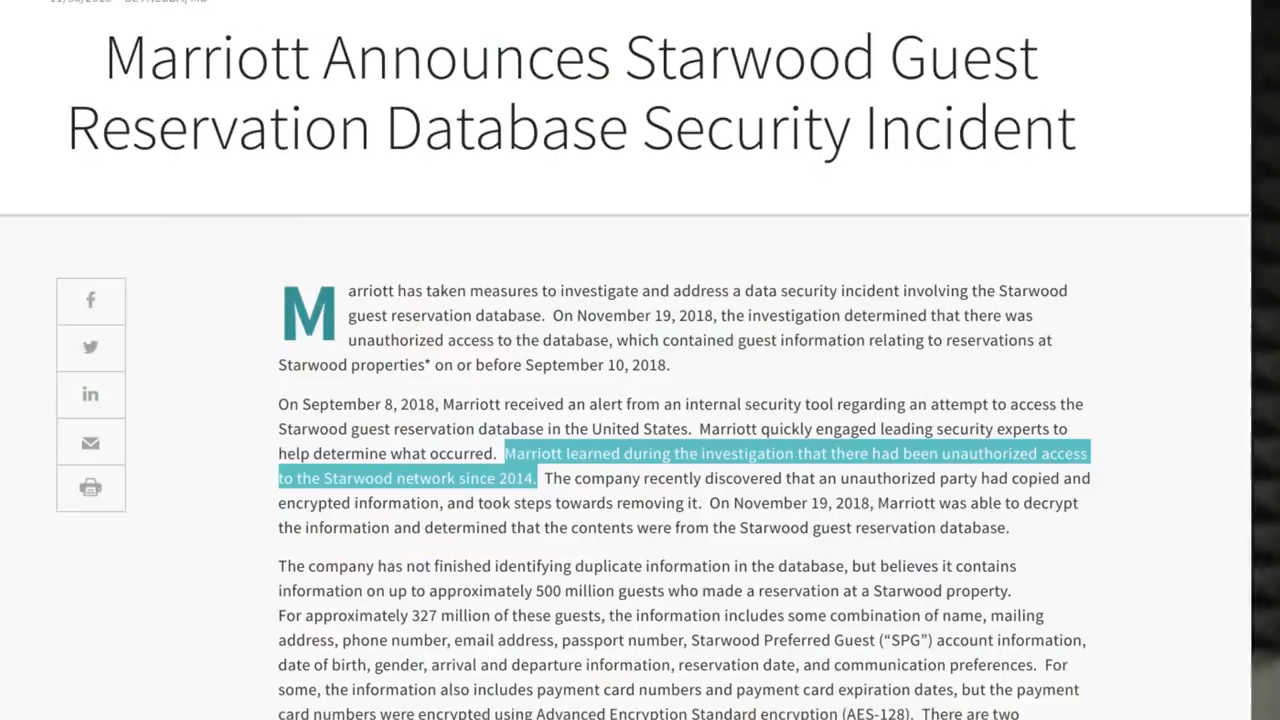 Marriott Announces Starwood Guest
Reservation Database Security Incident
Marriott has taken measures to investigate and address a data security incident involving the Starwood
guest reservation database.  On November 19, 2018, the investigation determined that there was
unauthorized access to the database, which contained guest information relating to reservations at
Starwood properties* on or before September 10, 2018.
On September 8, 2018, Marriott received an alert from an internal security tool regarding an attempt to access the
Starwood guest reservation database in the United States.  Marriott quickly engaged leading security experts to
help determine what occurred.  Marriott learned during the investigation that there had been unauthorized access
to the Starwood network since 2014.  The company recently discovered that an unauthorized party had copied and
encrypted information, and took steps towards removing it.  On November 19, 2018, Marriott was able to decrypt
the information and determined that the contents were from the Starwood guest reservation database.
The company has not finished identifying duplicate information in the database, but believes it contains
information on up to approximately 500 million guests who made a reservation at a Starwood property.
For approximately 327 million of these guests, the information includes some combination of name, mailing
address, phone number, email address, passport number, Starwood Preferred Guest (“SPG”) account information,
date of birth, gender, arrival and departure information, reservation date, and communication preferences.  For
some, the information also includes payment card numbers and payment card expiration dates, but the payment
card numbers were encrypted using Advanced Encryption Standard encryption (AES-128).  There are two